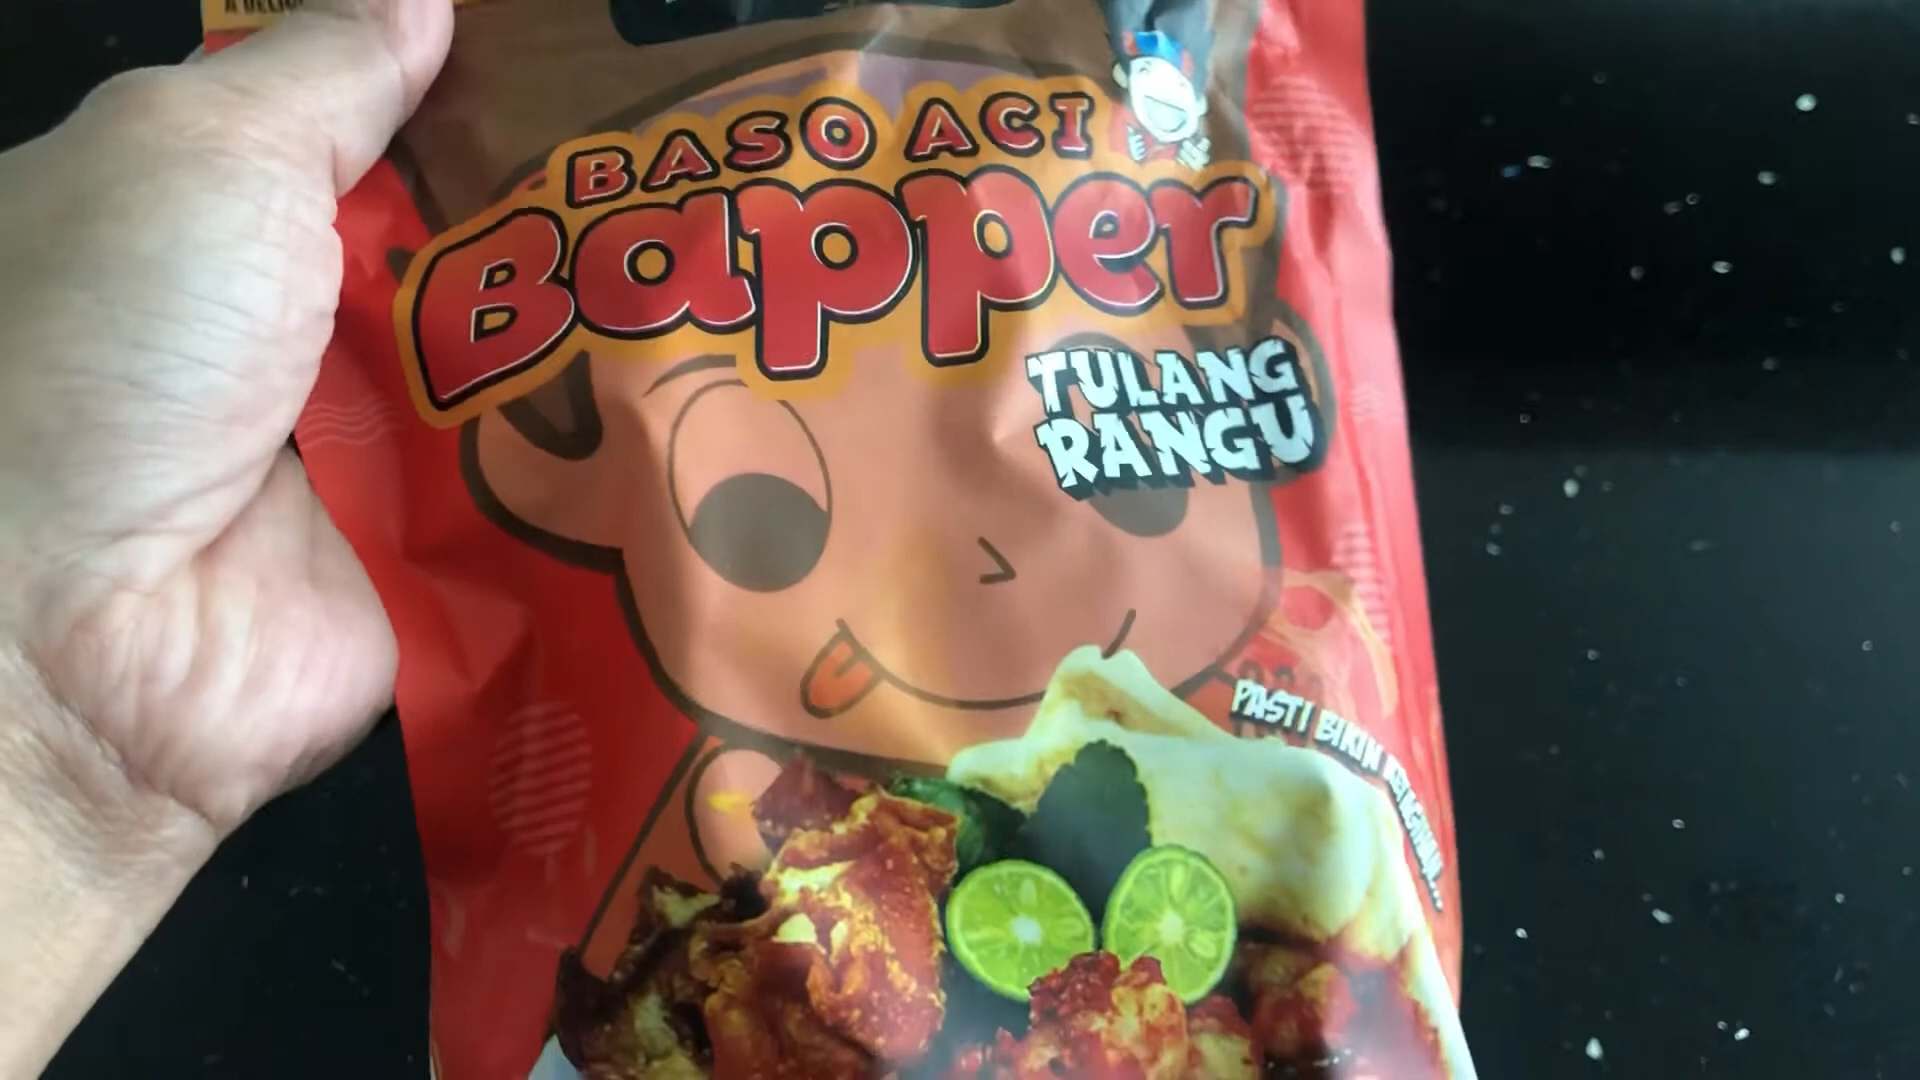 BASO ACI
Bapper
TULANG
RANGU
PASTI BIKIN